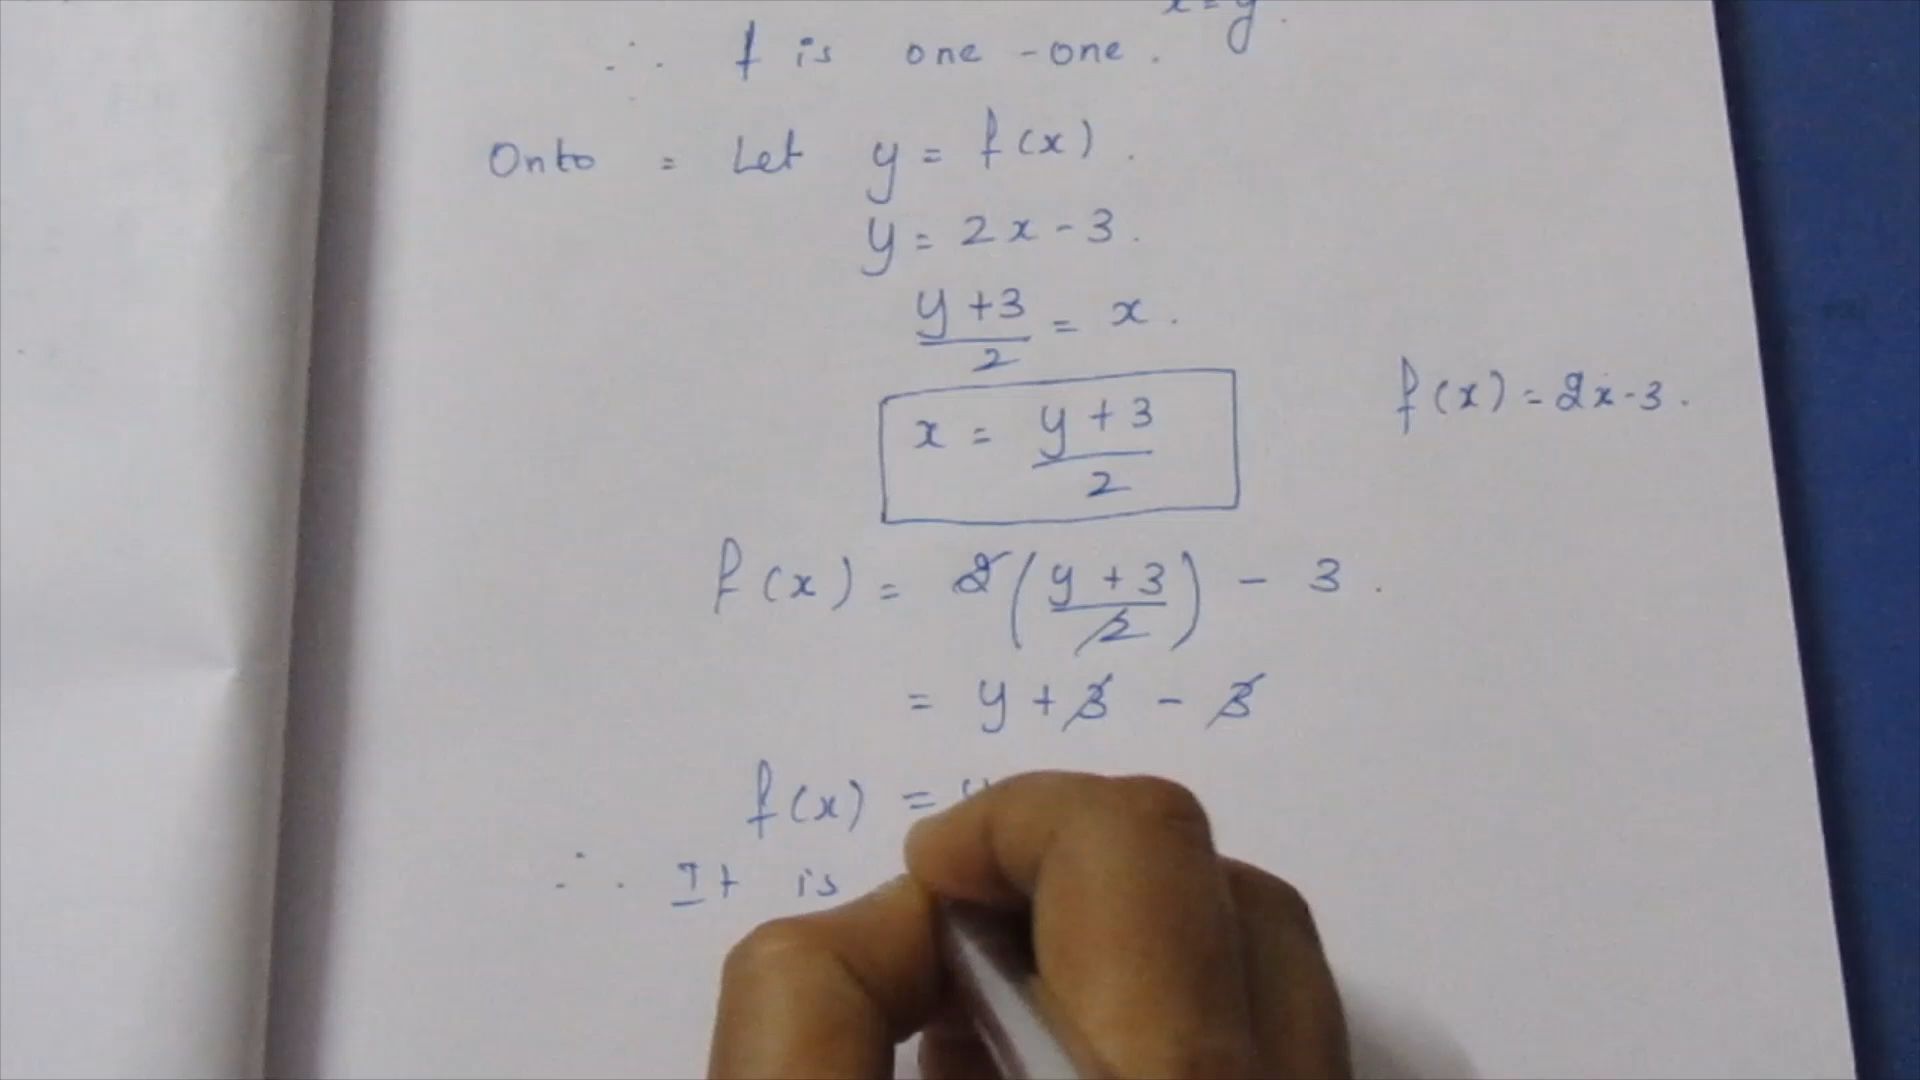 x = y.
∴ f is one-one.
Onto = Let y = f(x).
y = 2x - 3.
y + 3 / 2 = x.
x = y + 3 / 2
f(x) = 2x - 3.
f(x) = 2 ( y + 3 / 2 ) - 3.
= y + 3 - 3
f(x) = y
∴ It is